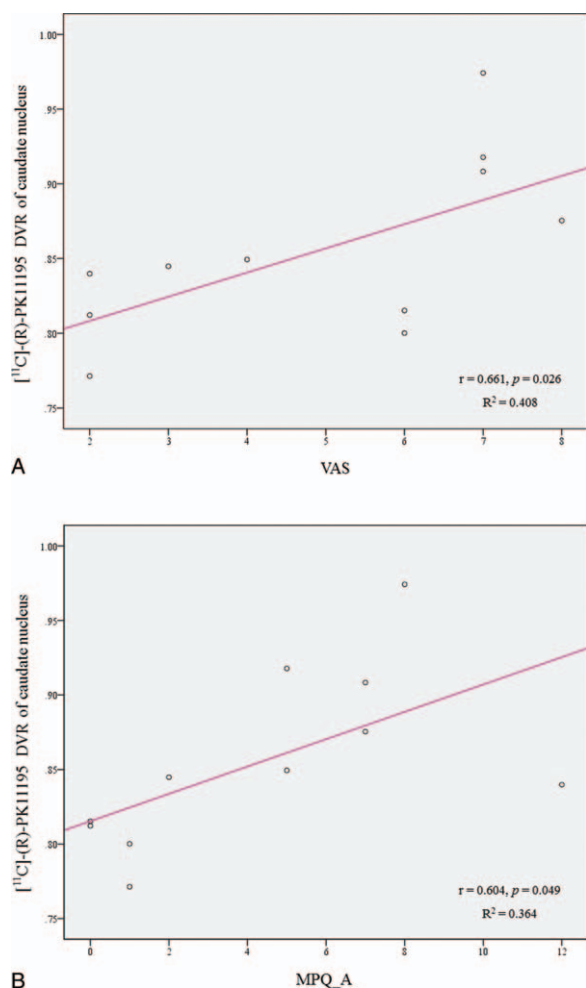 1.00
.95
.90
.85
.80
.75
[¹¹C]-(R)-PK11195 DVR of caudate nucleus
r = 0.661, p = 0.026
R² = 0.408
2 3 4 6 7 8
A
VAS
1.00
.95
.90
.85
.80
.75
[¹¹C]-(R)-PK11195 DVR of caudate nucleus
r = 0.604, p = 0.049
R² = 0.364
0 2 4 6 8 10 12
B
MPQ_A